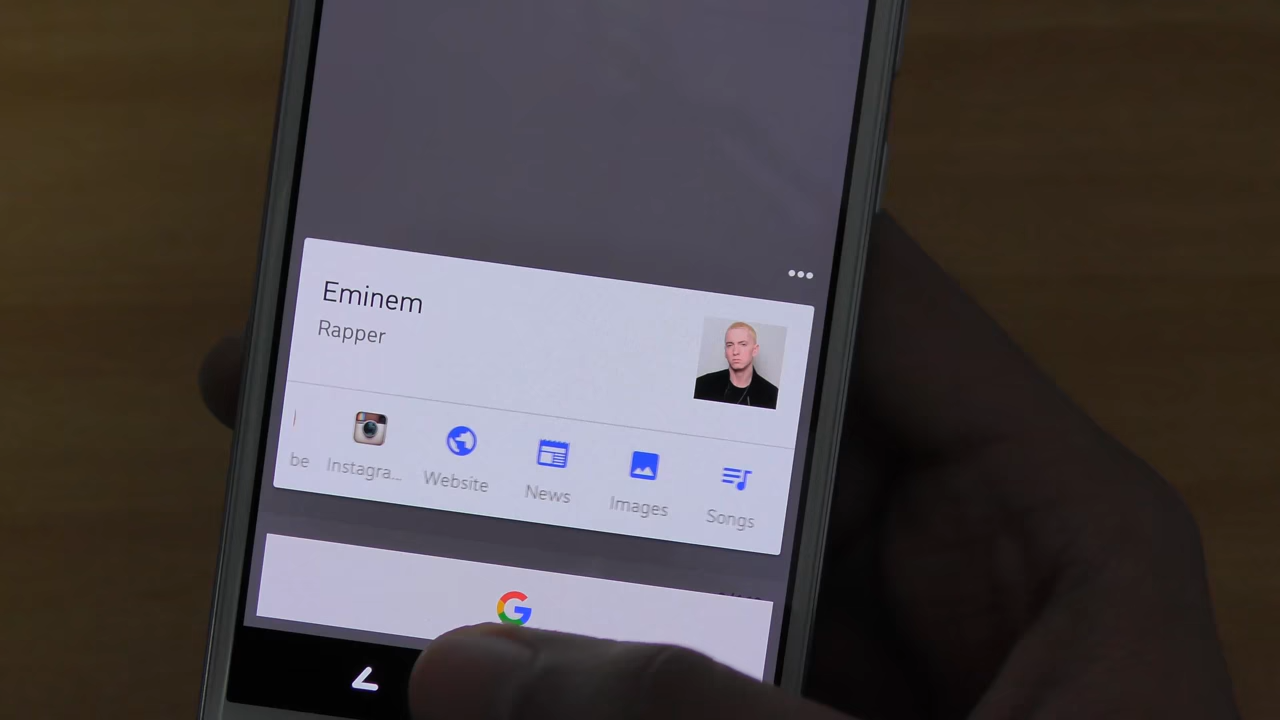 Eminem
Rapper
be
Instagra...
Website
News
Images
Songs
G